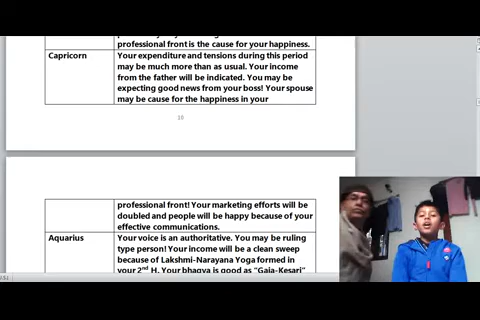 professional front is the cause for your happiness.
Capricorn
Your expenditure and tensions during this period
may be much more than as usual. Your income
from the father will be indicated. You may be
expecting good news from your boss! Your spouse
may be cause for the happiness in your
professional front! Your marketing efforts will be
doubled and people will be happy because of your
effective communications.
Aquarius
Your voice is an authoritative. You may be ruling
type person! Your income will be a clean sweep
because of Lakshmi-Narayana Yoga formed in
your 2nd H. Your bhagya is good as "Gaja-Kesari"